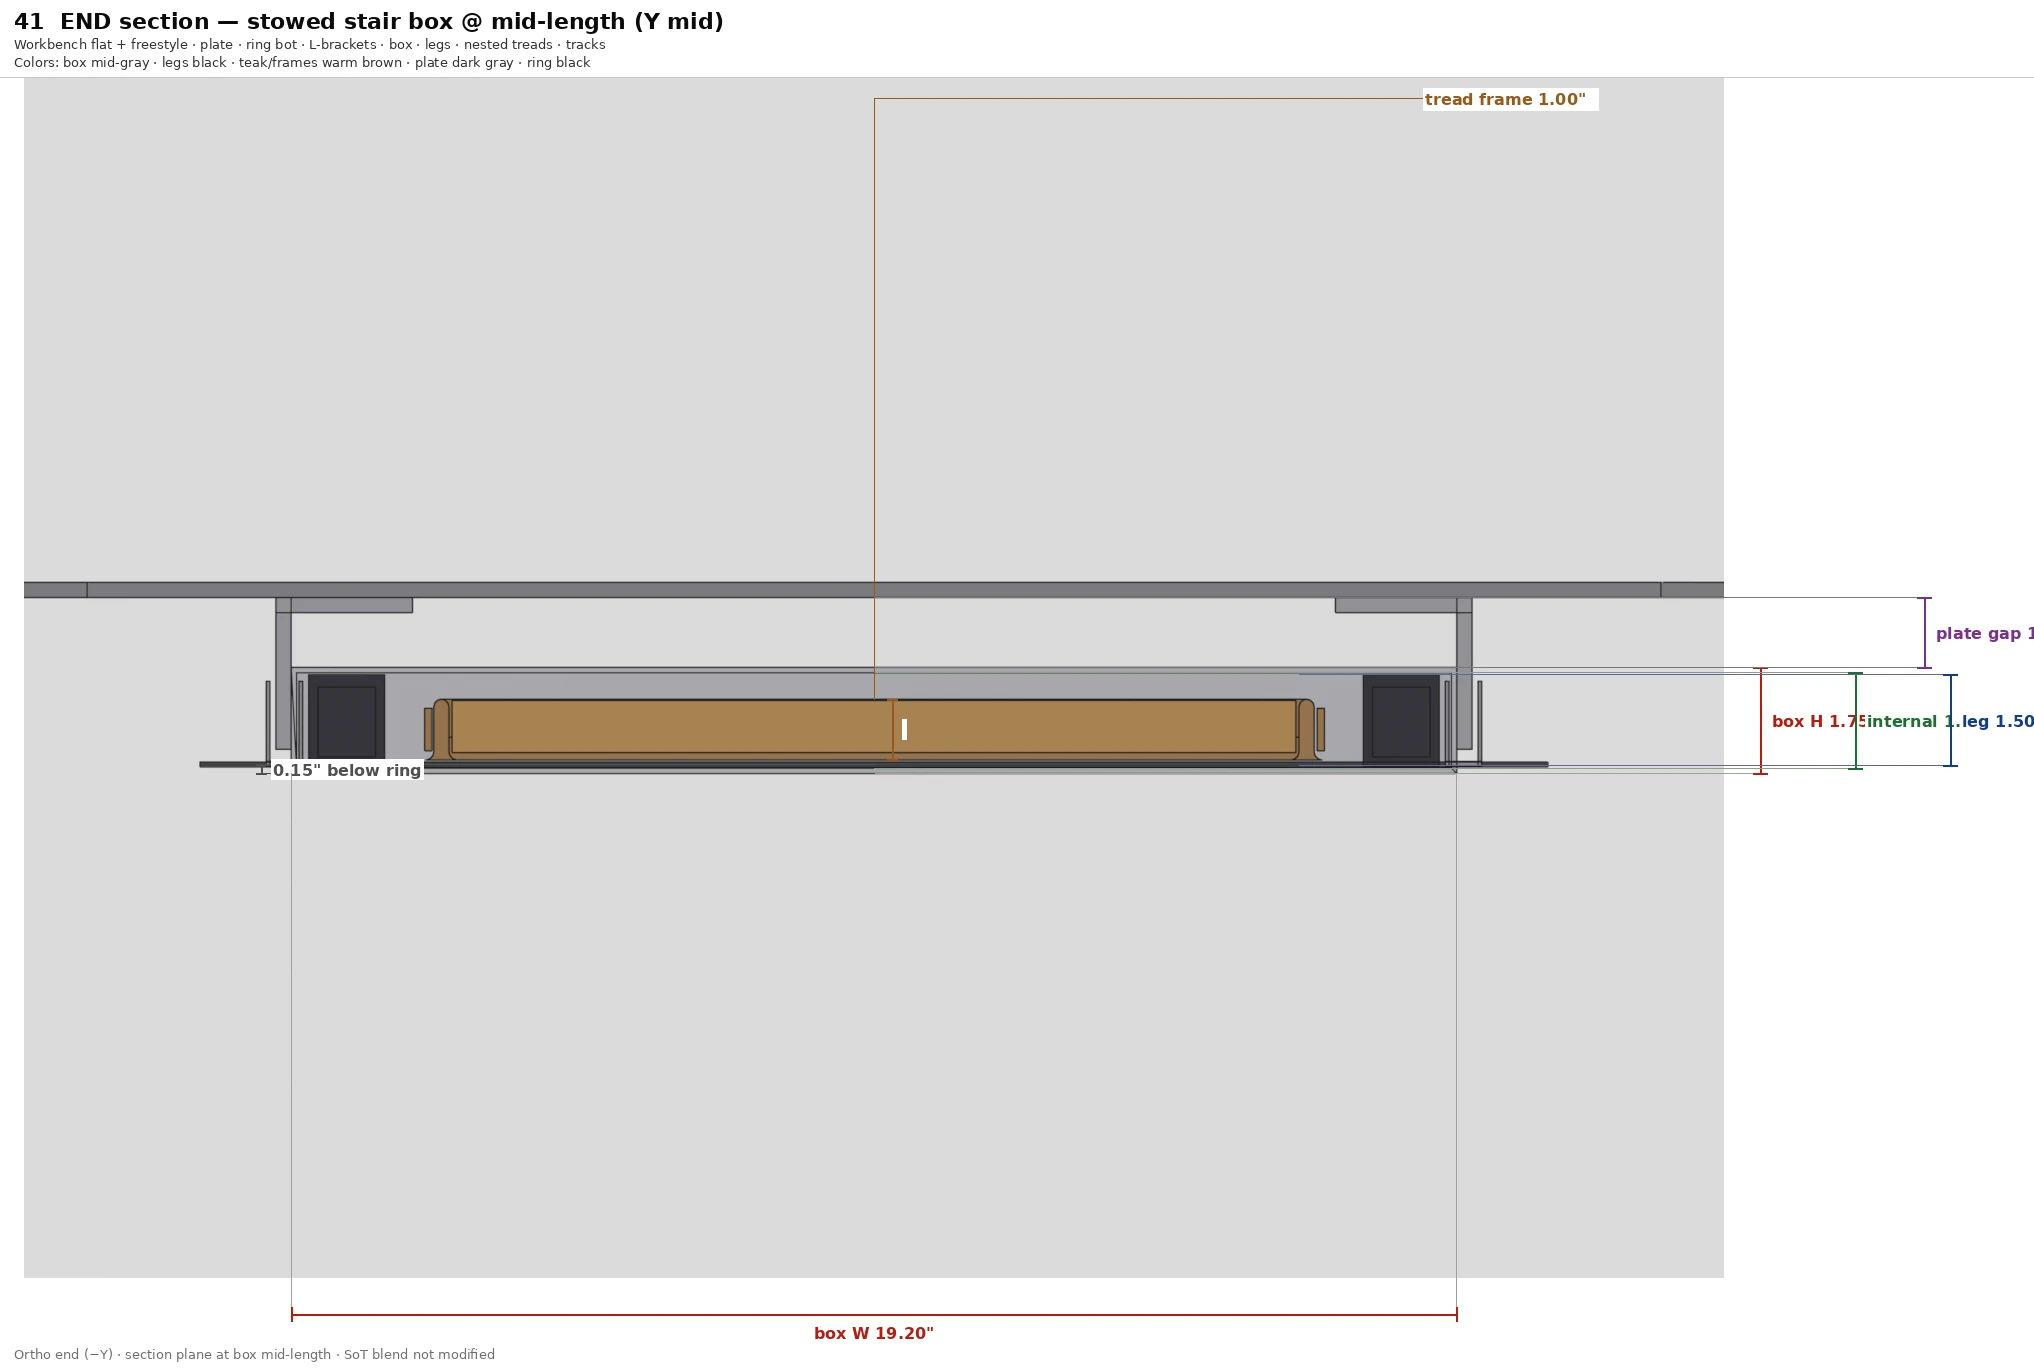 41 END section — stowed stair box @ mid-length (Y mid)
Workbench flat + freestyle · plate · ring bot · L-brackets · box · legs · nested treads · tracks
Colors: box mid-gray · legs black · teak/frames warm brown · plate dark gray · ring black
tread frame 1.00"
plate gap 1
box H 1.75
internal 1.
leg 1.50
0.15" below ring
box W 19.20"
Ortho end (−Y) · section plane at box mid-length · SoT blend not modified